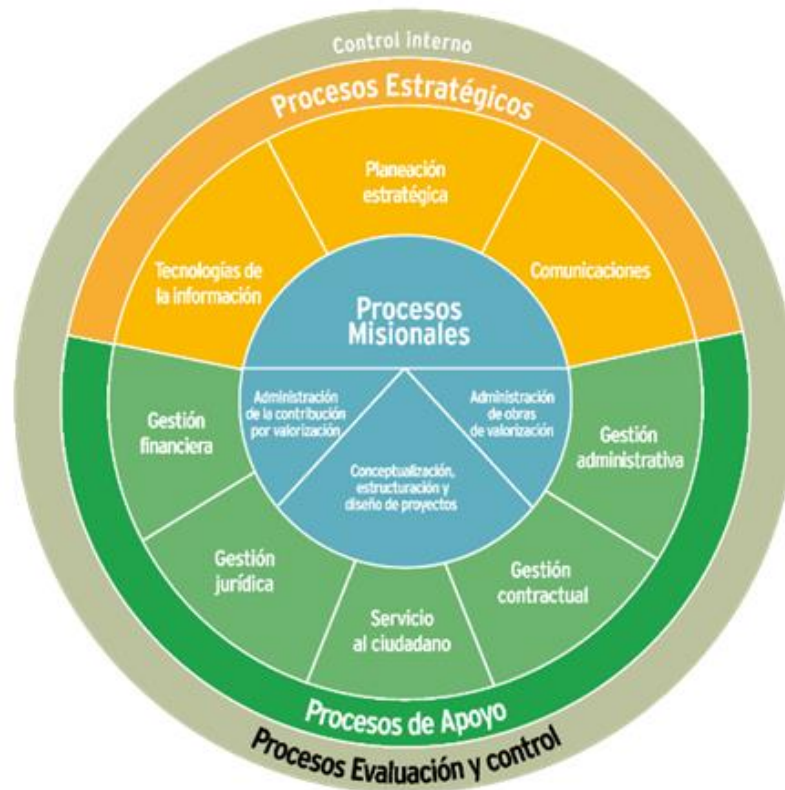 Control interno
Procesos Estratégicos
Planeación
estratégica
Tecnologías de
la información
Comunicaciones
Procesos
Misionales
Administración
de la contribución
por valorización
Administración
de obras
de valorización
Conceptualización,
estructuración y
diseño de proyectos
Gestión
financiera
Gestión
administrativa
Gestión
jurídica
Gestión
contractual
Servicio
al ciudadano
Procesos de Apoyo
Procesos Evaluación y control